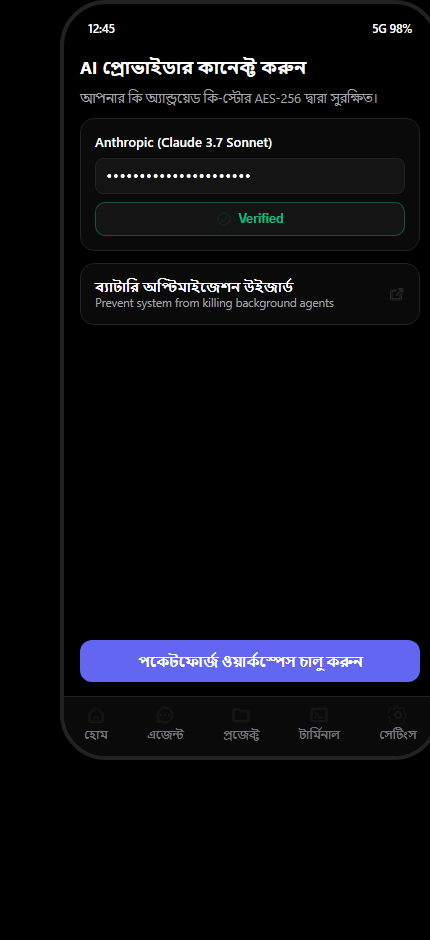 12:45
5G 98%
AI প্রোভাইডার কানেক্ট করুন
আপনার কি অ্যান্ড্রয়েড কি-স্টোর AES-256 দ্বারা সুরক্ষিত।
Anthropic (Claude 3.7 Sonnet)
••••••••••••••••••••••
Verified
ব্যাটারি অপ্টিমাইজেশন উইজার্ড
Prevent system from killing background agents
পকেটফোর্জ ওয়ার্কস্পেস চালু করুন
হোম
এজেন্ট
প্রজেক্ট
টার্মিনাল
সেটিংস